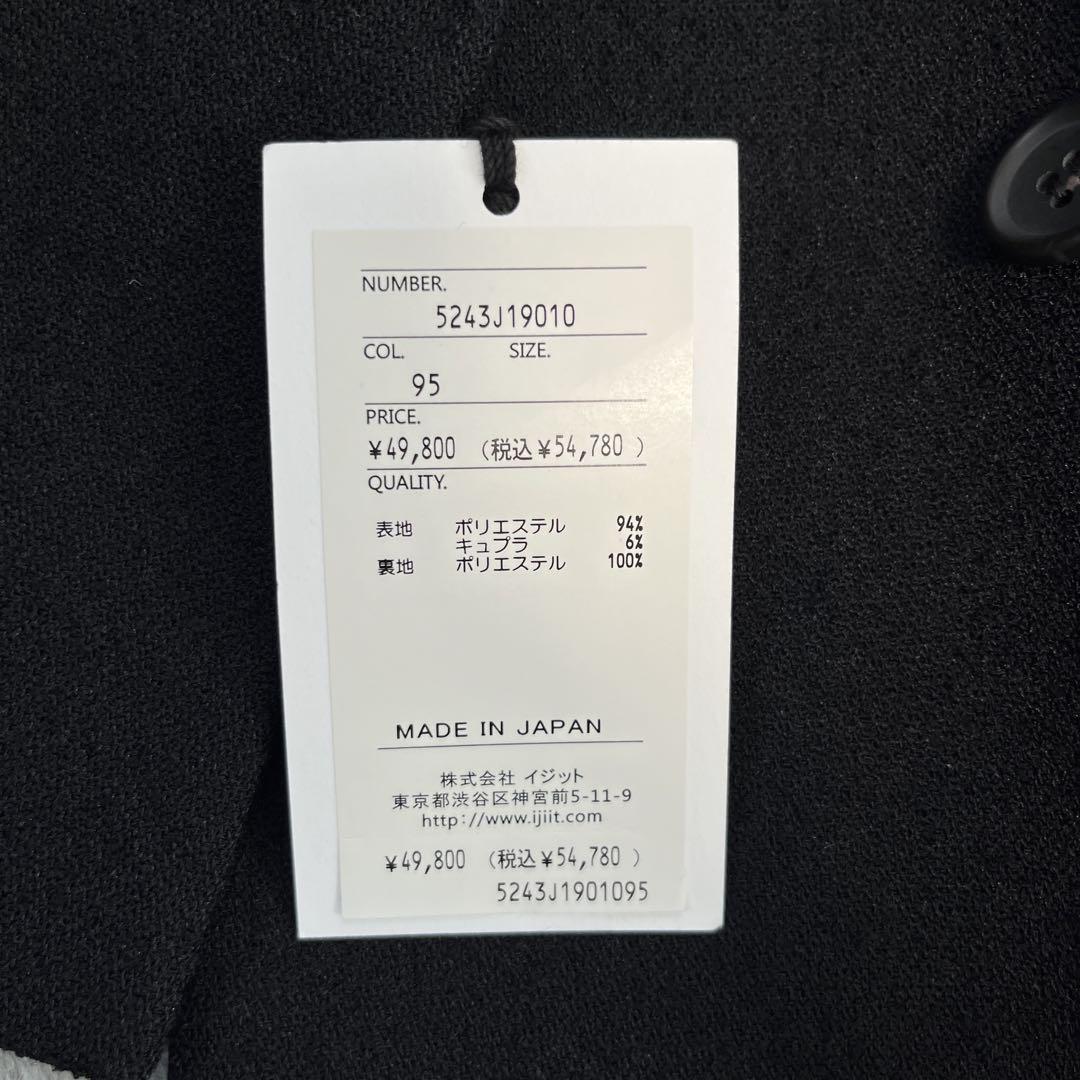 NUMBER.
5243J19010
COL. SIZE.
95
PRICE.
¥49,800 (税込¥54,780 )
QUALITY.
表地 ポリエステル 94%
キュプラ 6%
裏地 ポリエステル 100%
MADE IN JAPAN
株式会社 イジット
東京都渋谷区神宮前5-11-9
http://www.ijiit.com
¥49,800 (税込¥54,780 )
5243J1901095